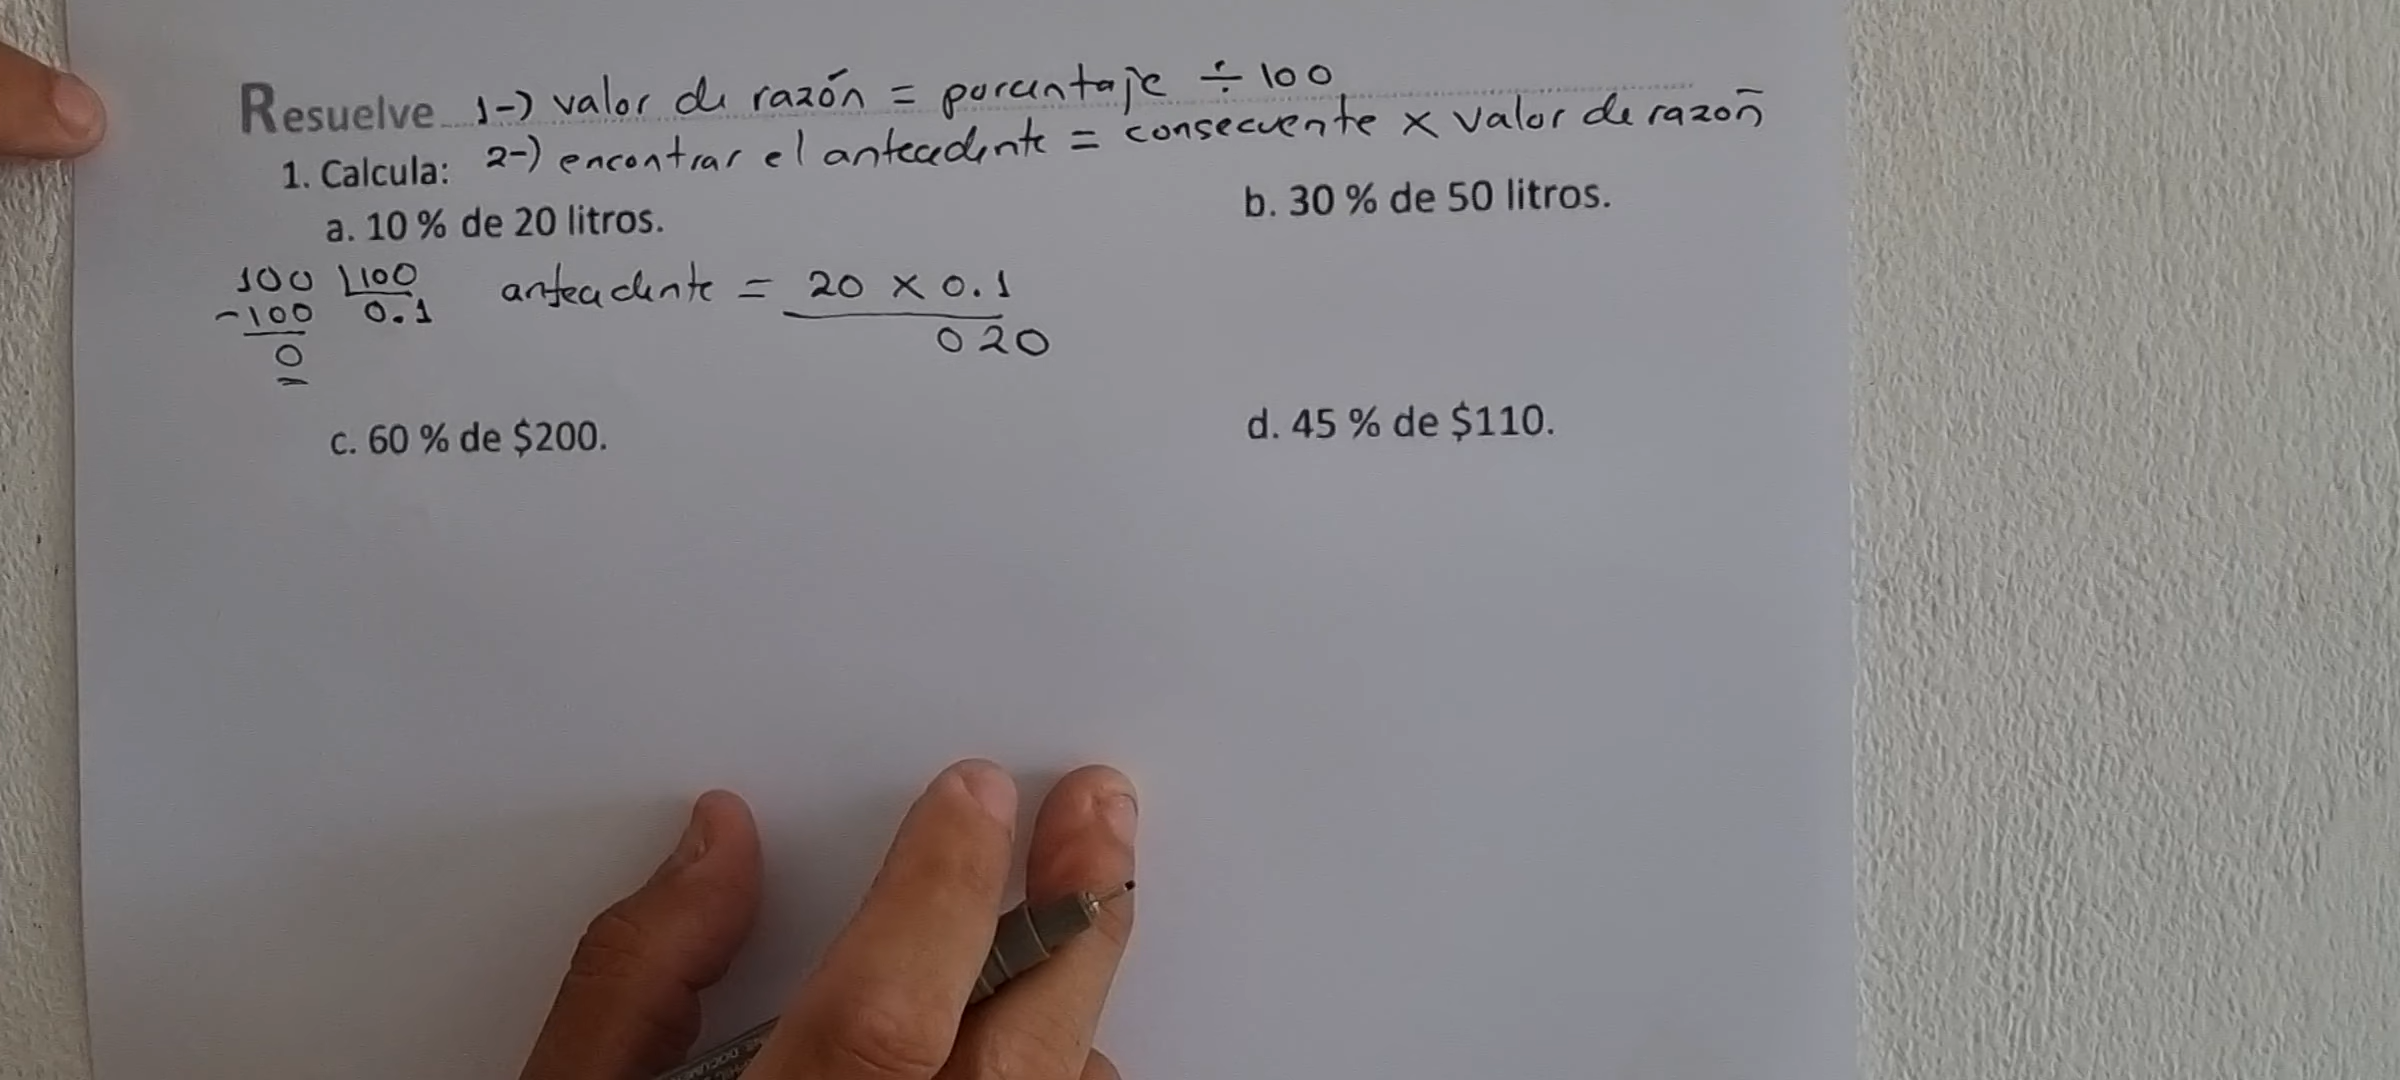 Resuelve 1-) valor de razón = porcentaje ÷ 100
2-) encontrar el antecedente = consecuente x valor de razoñ
1. Calcula:
a. 10 % de 20 litros.
b. 30 % de 50 litros.
100 100 antecedente = 20 x 0.1
-100 0.1
020
0
c. 60 % de $200.
d. 45 % de $110.